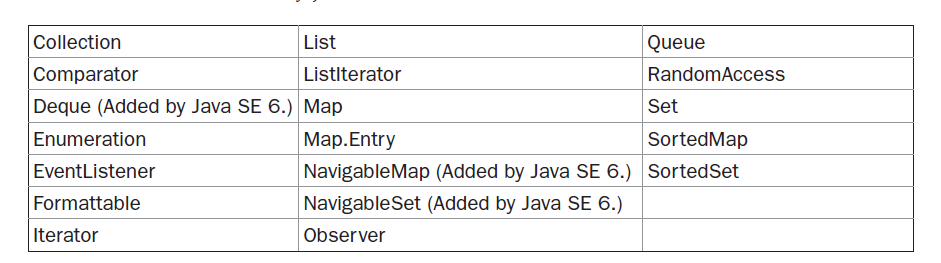 Collection List Queue
Comparator ListIterator RandomAccess
Deque (Added by Java SE 6.) Map Set
Enumeration Map.Entry SortedMap
EventListener NavigableMap (Added by Java SE 6.) SortedSet
Formattable NavigableSet (Added by Java SE 6.)
Iterator Observer